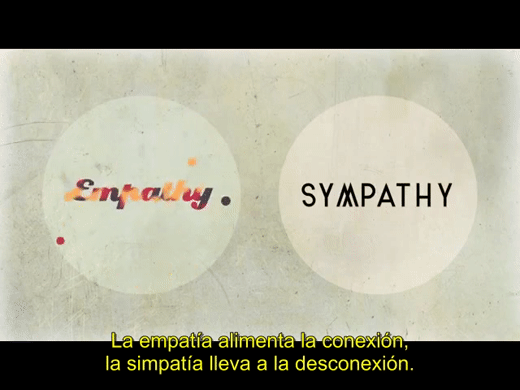 Empathy
SYMPATHY
La empatía alimenta la conexión,
la simpatía lleva a la desconexión.